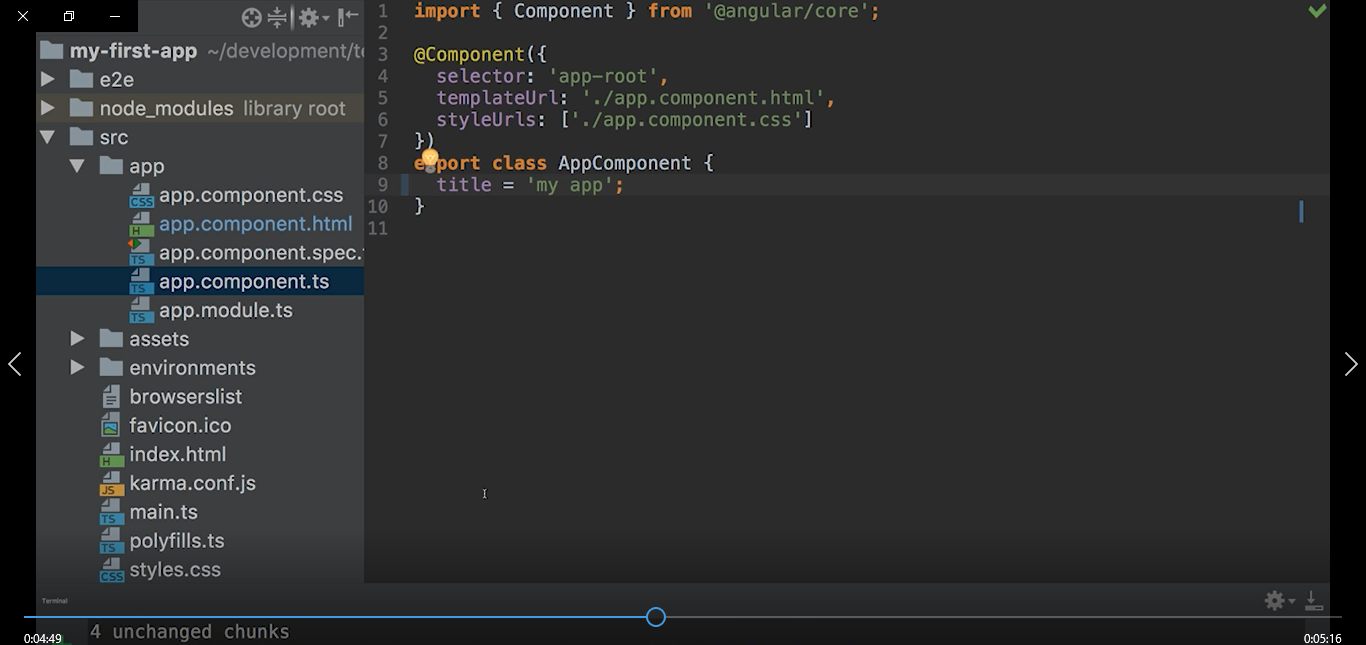 my-first-app ~/development/te
e2e
node_modules library root
src
app
app.component.css
app.component.html
app.component.spec.
app.component.ts
app.module.ts
assets
environments
browserslist
favicon.ico
index.html
karma.conf.js
main.ts
polyfills.ts
styles.css
1 import { Component } from '@angular/core';
2
3 @Component({
4 selector: 'app-root',
5 templateUrl: './app.component.html',
6 styleUrls: ['./app.component.css']
7 })
8 export class AppComponent {
9 title = 'my app';
10 }
11
Terminal
4 unchanged chunks
0:04:49
0:05:16